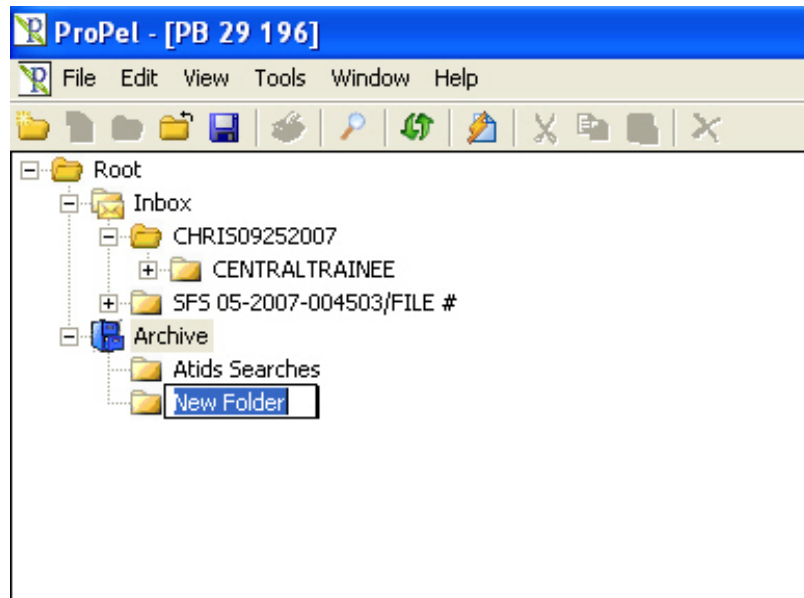 ProPel - [PB 29 196]
File Edit View Tools Window Help
Root
Inbox
CHRIS09252007
CENTRALTRAINEE
SFS 05-2007-004503/FILE #
Archive
Atids Searches
New Folder